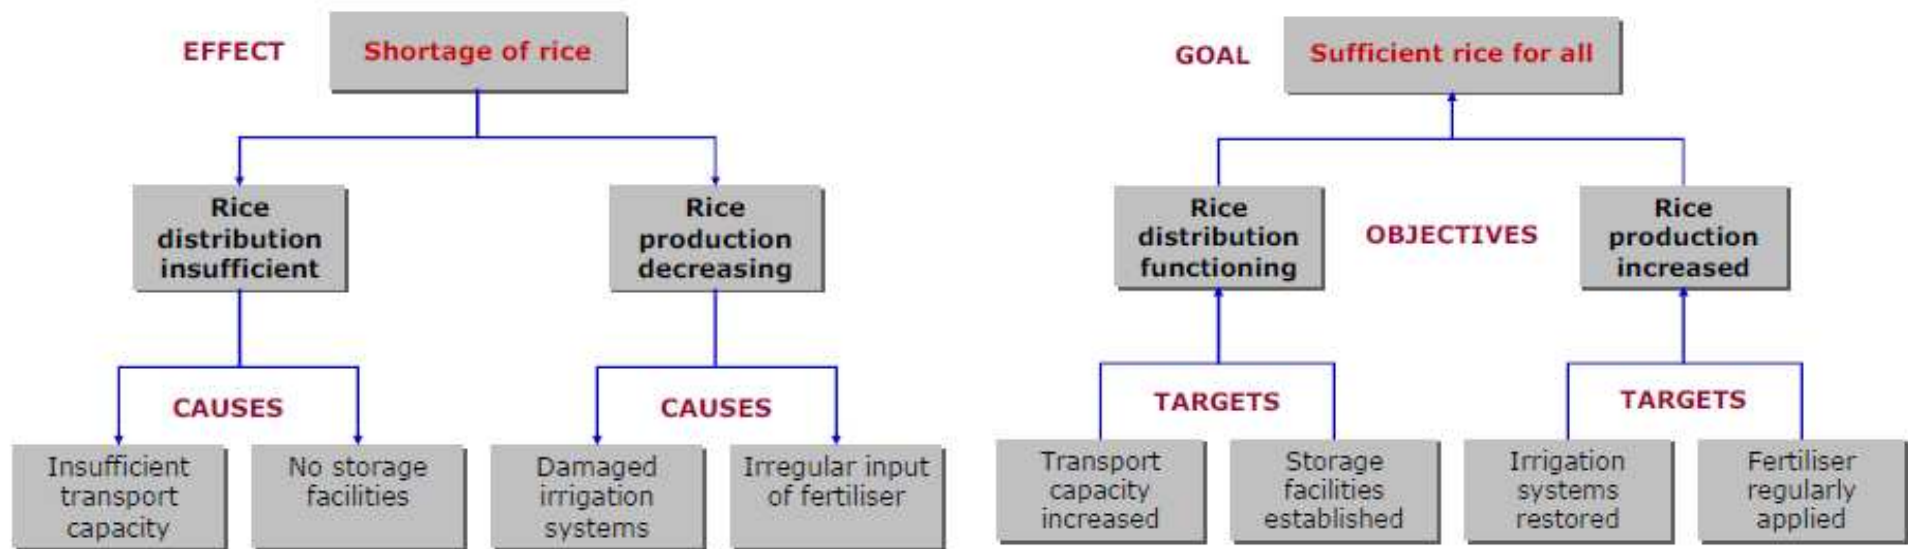 EFFECT
Shortage of rice
Rice
distribution
insufficient
Rice
production
decreasing
CAUSES
CAUSES
Insufficient
transport
capacity
No storage
facilities
Damaged
irrigation
systems
Irregular input
of fertiliser
GOAL
Sufficient rice for all
Rice
distribution
functioning
OBJECTIVES
Rice
production
increased
TARGETS
TARGETS
Transport
capacity
increased
Storage
facilities
established
Irrigation
systems
restored
Fertiliser
regularly
applied